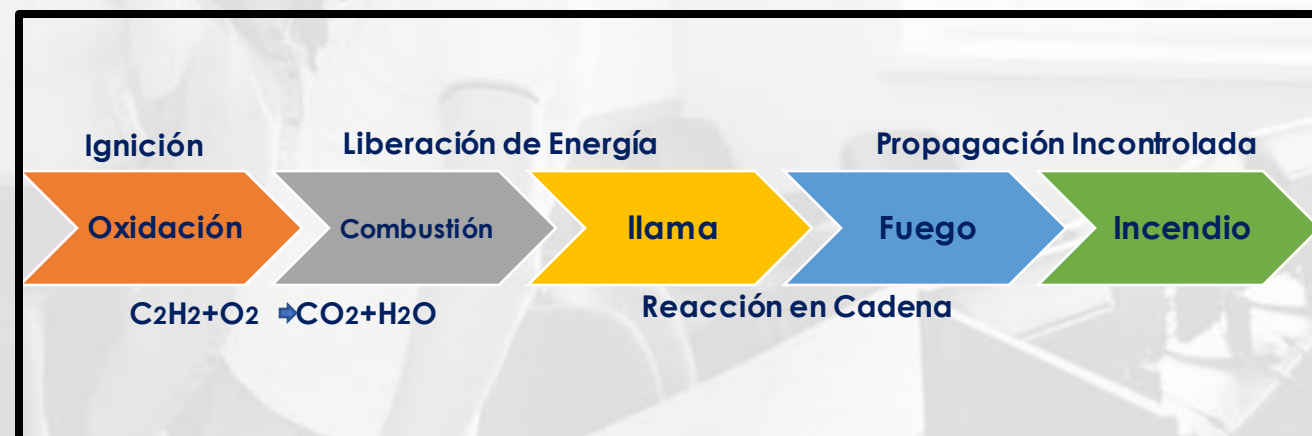 Ignición
Liberación de Energía
Propagación Incontrolada
Oxidación
Combustión
llama
Fuego
Incendio
C2H2+O2 ➡CO2+H2O
Reacción en Cadena